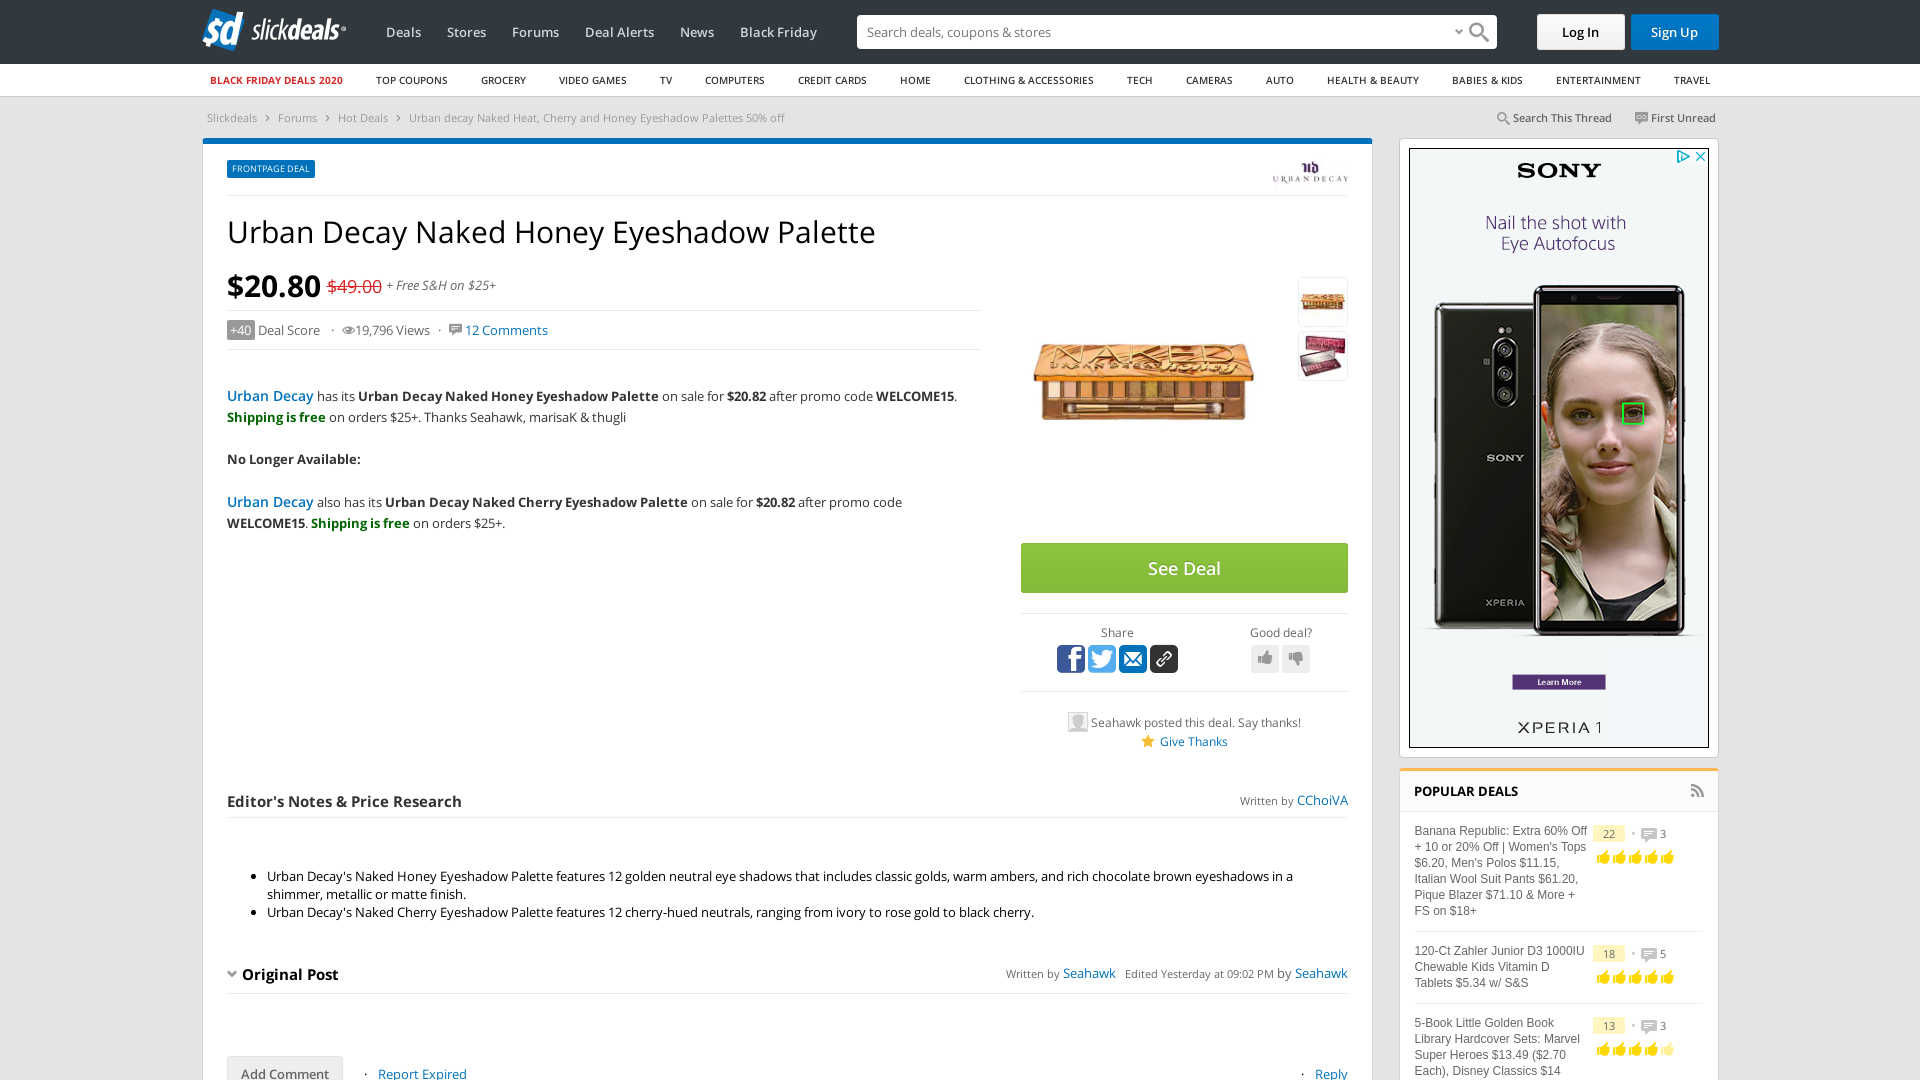 sd slickdeals
Deals Stores Forums Deal Alerts News Black Friday
Search deals, coupons & stores
Log In
Sign Up
BLACK FRIDAY DEALS 2020 TOP COUPONS GROCERY VIDEO GAMES TV COMPUTERS CREDIT CARDS HOME CLOTHING & ACCESSORIES TECH CAMERAS AUTO HEALTH & BEAUTY BABIES & KIDS ENTERTAINMENT TRAVEL
Slickdeals › Forums › Hot Deals › Urban decay Naked Heat, Cherry and Honey Eyeshadow Palettes 50% off
Search This Thread
First Unread
FRONTPAGE DEAL
UD
URBAN DECAY
Urban Decay Naked Honey Eyeshadow Palette
$20.80 $49.00 + Free S&H on $25+
+40 Deal Score · 19,796 Views · 12 Comments
Urban Decay has its Urban Decay Naked Honey Eyeshadow Palette on sale for $20.82 after promo code WELCOME15.
Shipping is free on orders $25+. Thanks Seahawk, marisaK & thugli
No Longer Available:
Urban Decay also has its Urban Decay Naked Cherry Eyeshadow Palette on sale for $20.82 after promo code
WELCOME15. Shipping is free on orders $25+.
NAKED
honey
See Deal
Share
Good deal?
Seahawk posted this deal. Say thanks!
Give Thanks
Editor's Notes & Price Research
Written by CChoiVA
• Urban Decay's Naked Honey Eyeshadow Palette features 12 golden neutral eye shadows that includes classic golds, warm ambers, and rich chocolate brown eyeshadows in a
shimmer, metallic or matte finish.
• Urban Decay's Naked Cherry Eyeshadow Palette features 12 cherry-hued neutrals, ranging from ivory to rose gold to black cherry.
Original Post
Written by Seahawk Edited Yesterday at 09:02 PM by Seahawk
Add Comment
· Report Expired
· Reply
SONY
Nail the shot with
Eye Autofocus
SONY
XPERIA
Learn More
XPERIA 1
POPULAR DEALS
Banana Republic: Extra 60% Off
+ 10 or 20% Off | Women's Tops
$6.20, Men's Polos $11.15,
Italian Wool Suit Pants $61.20,
Pique Blazer $71.10 & More +
FS on $18+
22 • 3
120-Ct Zahler Junior D3 1000IU
Chewable Kids Vitamin D
Tablets $5.34 w/ S&S
18 • 5
5-Book Little Golden Book
Library Hardcover Sets: Marvel
Super Heroes $13.49 ($2.70
Each), Disney Classics $14
13 • 3